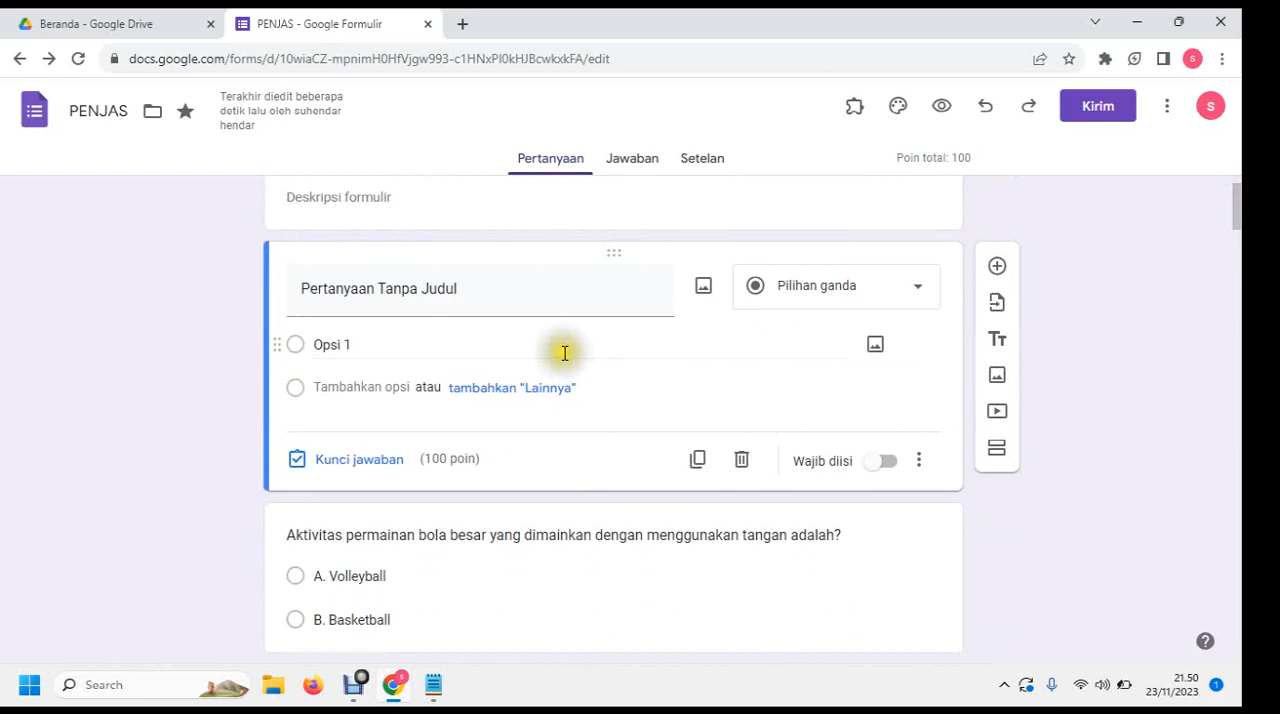 Beranda - Google Drive
PENJAS - Google Formulir
docs.google.com/forms/d/10wiaCZ-mpnimH0HfVjgw993-c1HNxPl0kHJBcwkxkFA/edit
S
PENJAS
Terakhir diedit beberapa
detik lalu oleh suhendar
hendar
Kirim
S
Pertanyaan
Jawaban
Setelan
Poin total: 100
Deskripsi formulir
Pertanyaan Tanpa Judul
Pilihan ganda
Opsi 1
Tambahkan opsi atau tambahkan "Lainnya"
Kunci jawaban (100 poin)
Wajib diisi
Aktivitas permainan bola besar yang dimainkan dengan menggunakan tangan adalah?
A. Volleyball
B. Basketball
Search
21.50
23/11/2023
1